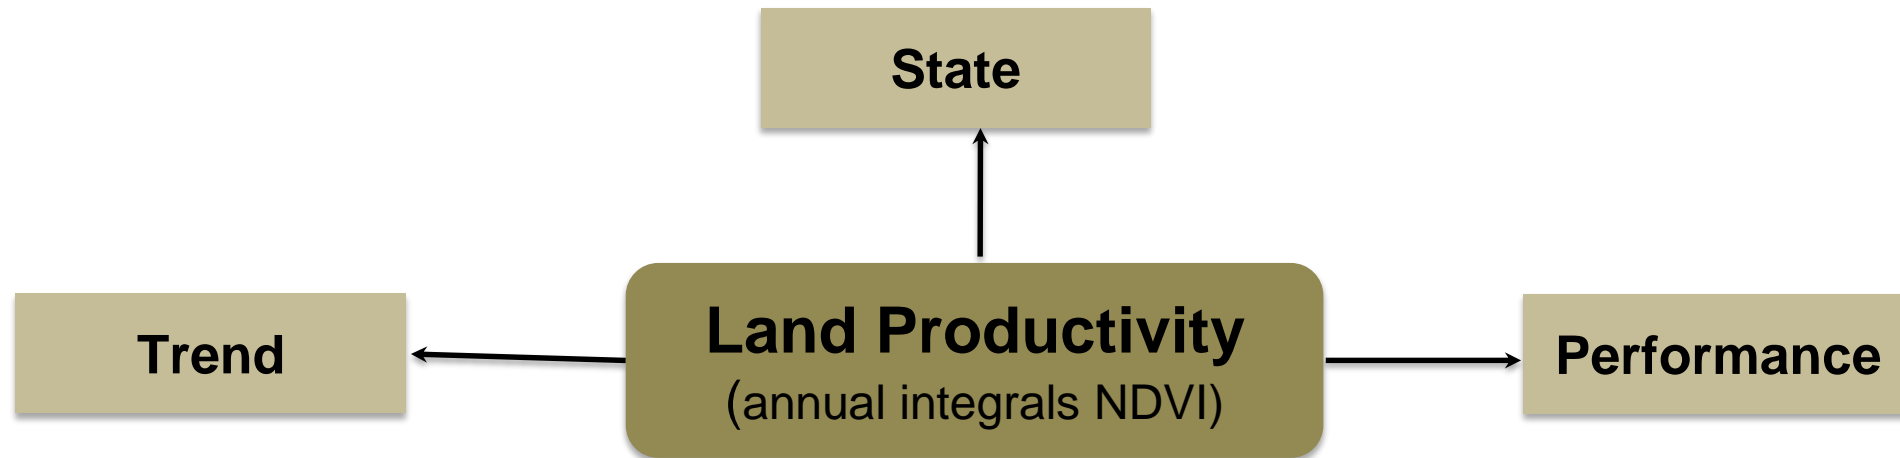 State
Trend
Land Productivity
(annual integrals NDVI)
Performance